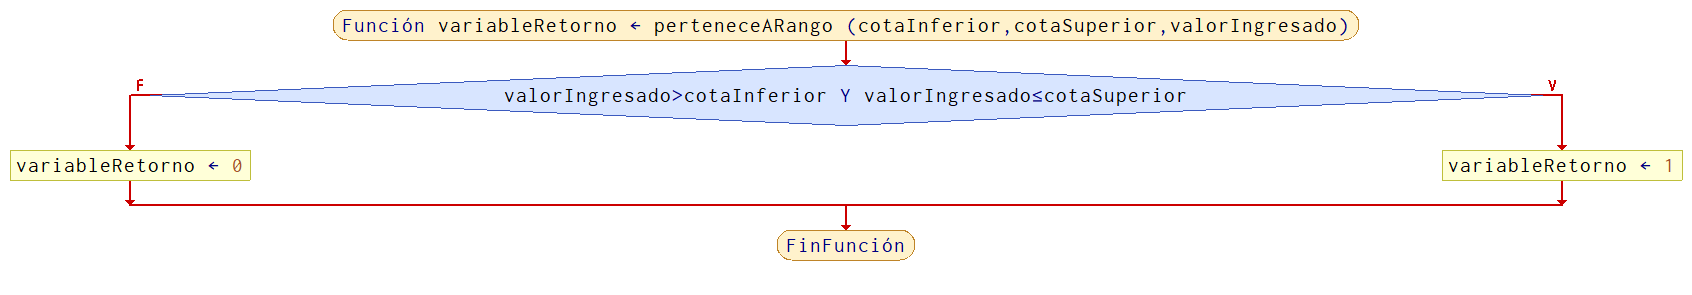 Función variableRetorno ← perteneceARango (cotaInferior,cotaSuperior,valorIngresado)
F
V
valorIngresado>cotaInferior Y valorIngresado≤cotaSuperior
variableRetorno ← 0
variableRetorno ← 1
FinFunción